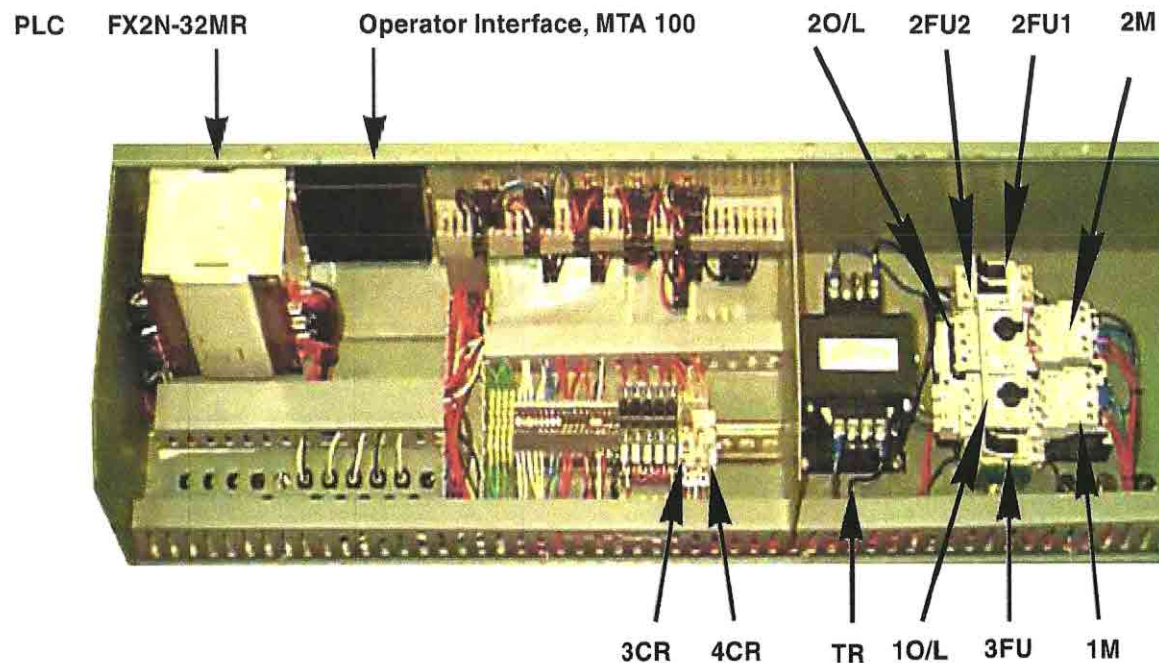 PLC FX2N-32MR Operator Interface, MTA 100 2O/L 2FU2 2FU1 2M
3CR 4CR TR 1O/L 3FU 1M